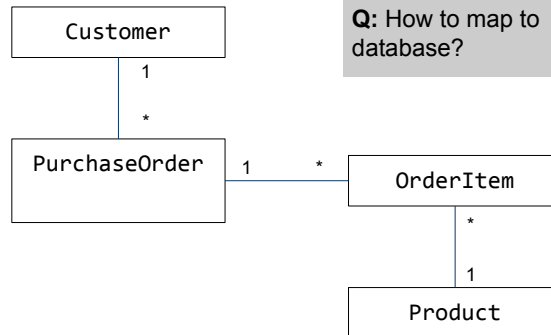 Customer
Q: How to map to
database?
1
*
PurchaseOrder
1
*
OrderItem
*
1
Product